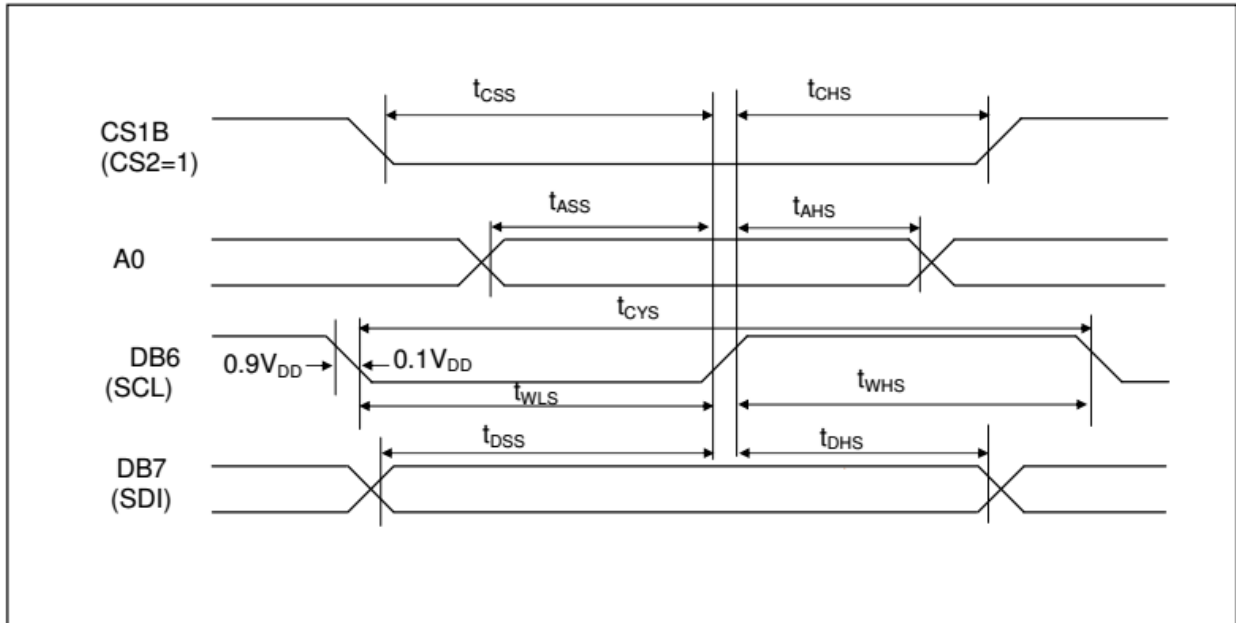 tCSS
tCHS
CS1B
(CS2=1)
tASS
tAHS
A0
tCYS
DB6
(SCL)
0.9VDD
0.1VDD
tWLS
tWHS
tDSS
tDHS
DB7
(SDI)